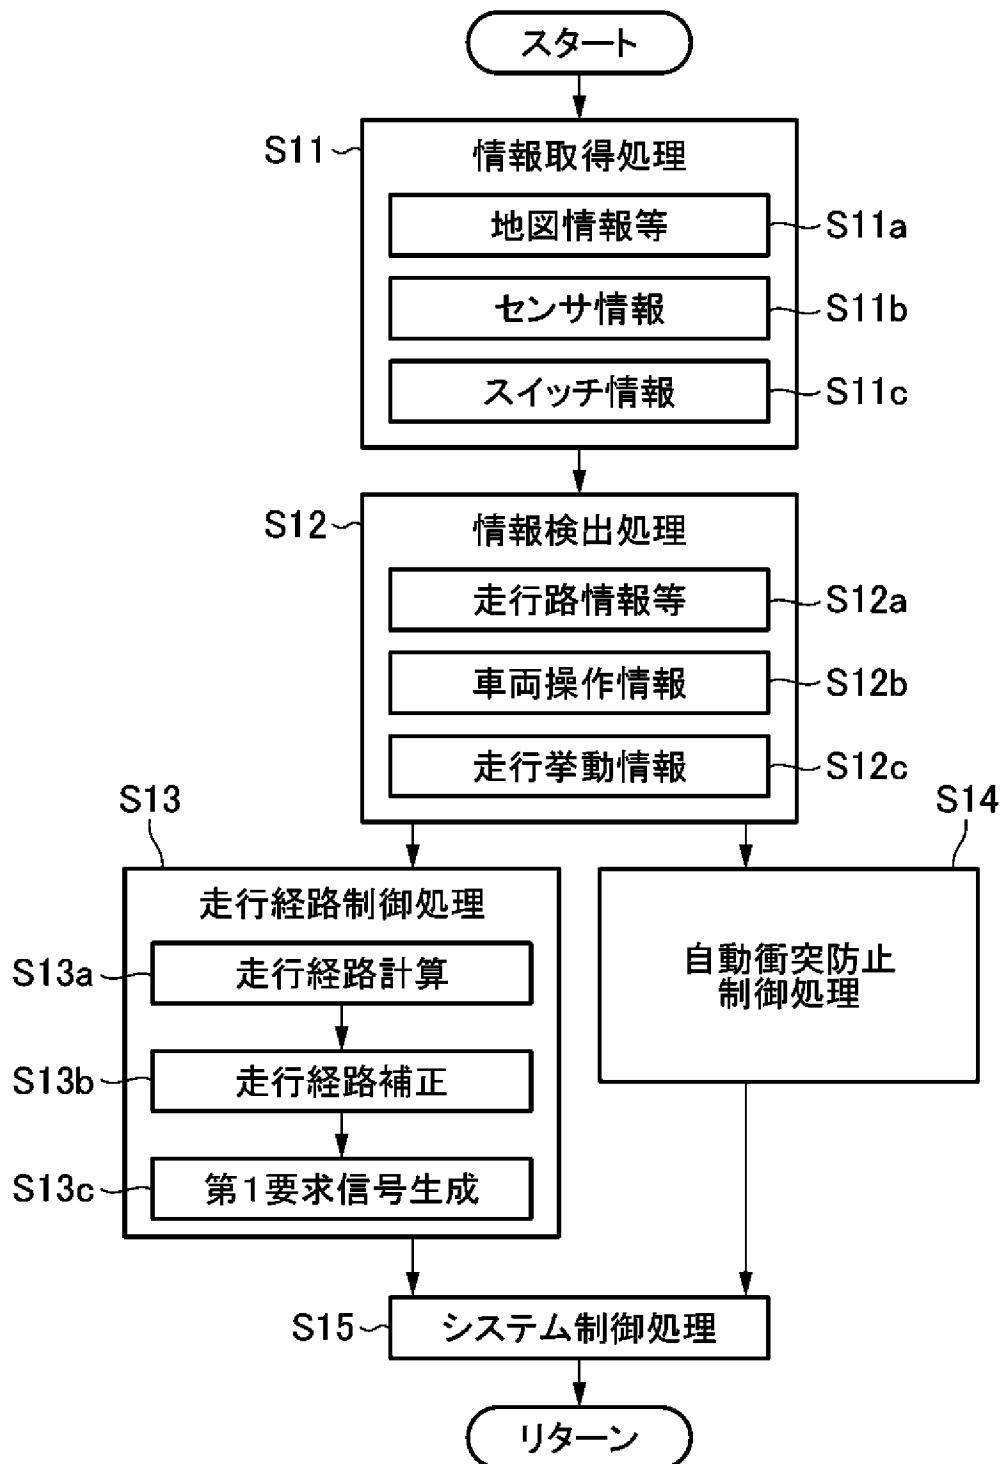 スタート
S11
情報取得処理
地図情報等
S11a
センサ情報
S11b
スイッチ情報
S11c
S12
情報検出処理
走行路情報等
S12a
車両操作情報
S12b
走行挙動情報
S12c
S13
走行経路制御処理
S13a
走行経路計算
S13b
走行経路補正
S13c
第1要求信号生成
S14
自動衝突防止
制御処理
S15
システム制御処理
リターン